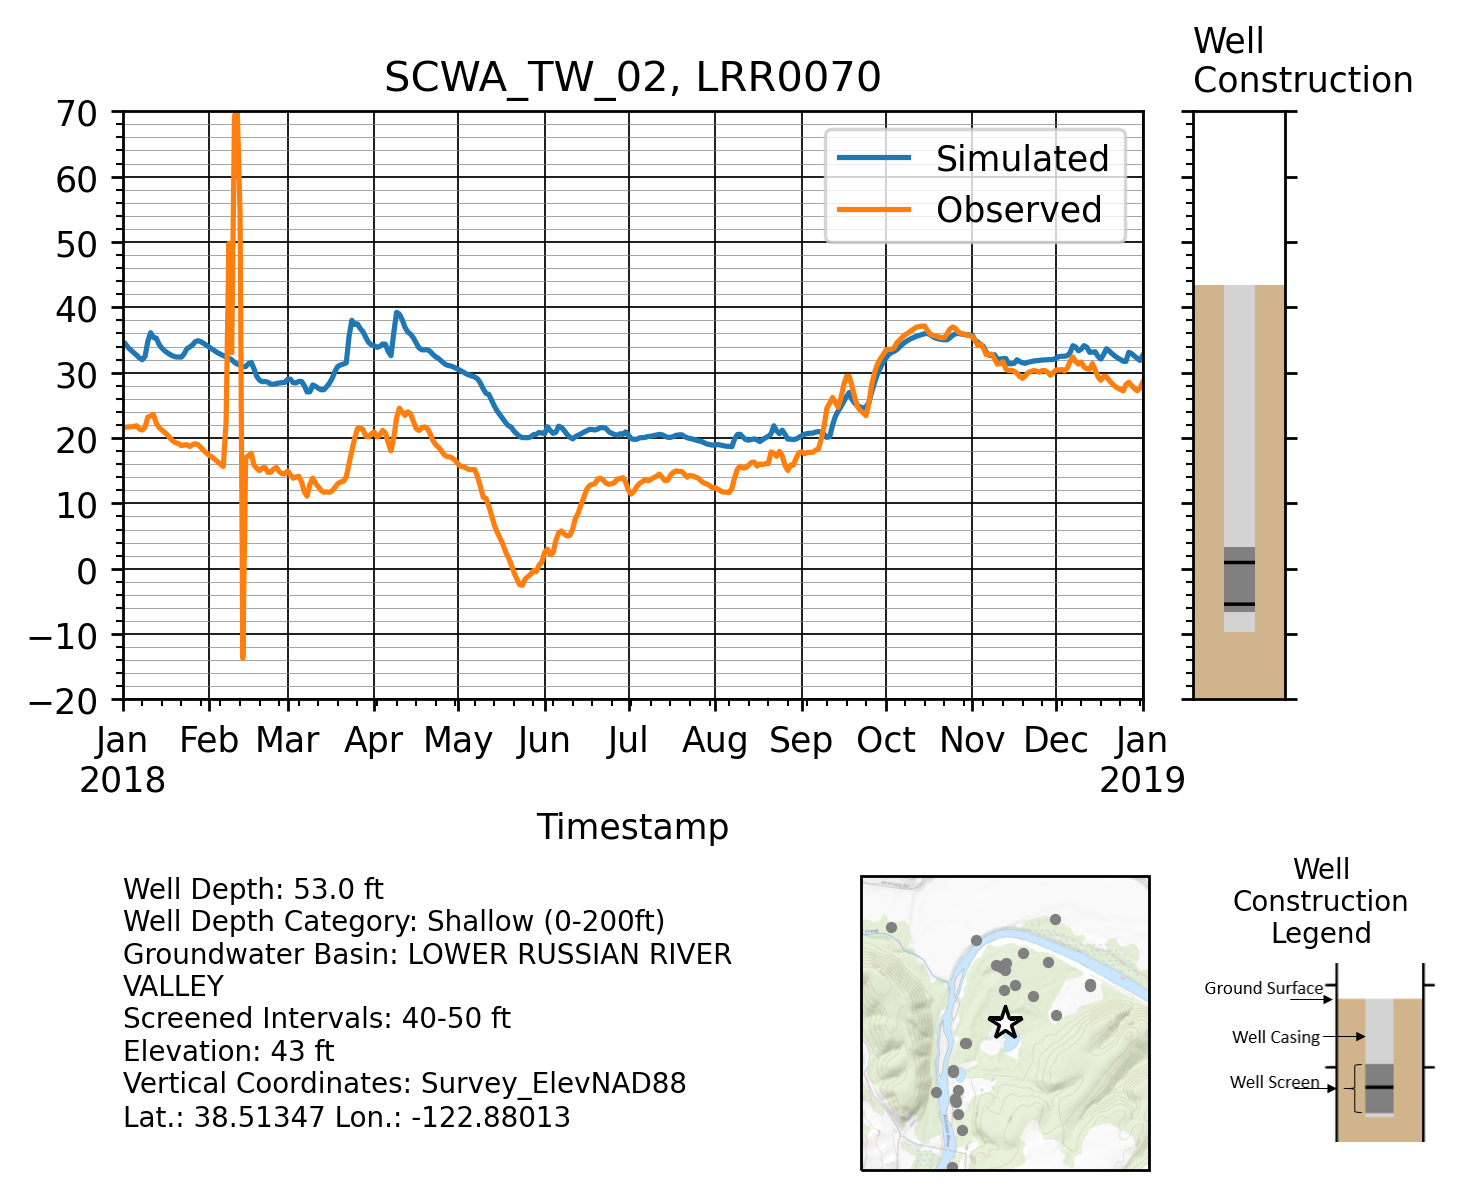 Well
Construction
SCWA_TW_02, LRR0070
70
60
50
40
30
20
10
0
−10
−20
Simulated
Observed
Jan Feb Mar Apr May Jun Jul Aug Sep Oct Nov Dec Jan
2018 2019
Timestamp
Well Depth: 53.0 ft
Well Depth Category: Shallow (0-200ft)
Groundwater Basin: LOWER RUSSIAN RIVER
VALLEY
Screened Intervals: 40-50 ft
Elevation: 43 ft
Vertical Coordinates: Survey_ElevNAD88
Lat.: 38.51347 Lon.: -122.88013
Well
Construction
Legend
Ground Surface
Well Casing
Well Screen